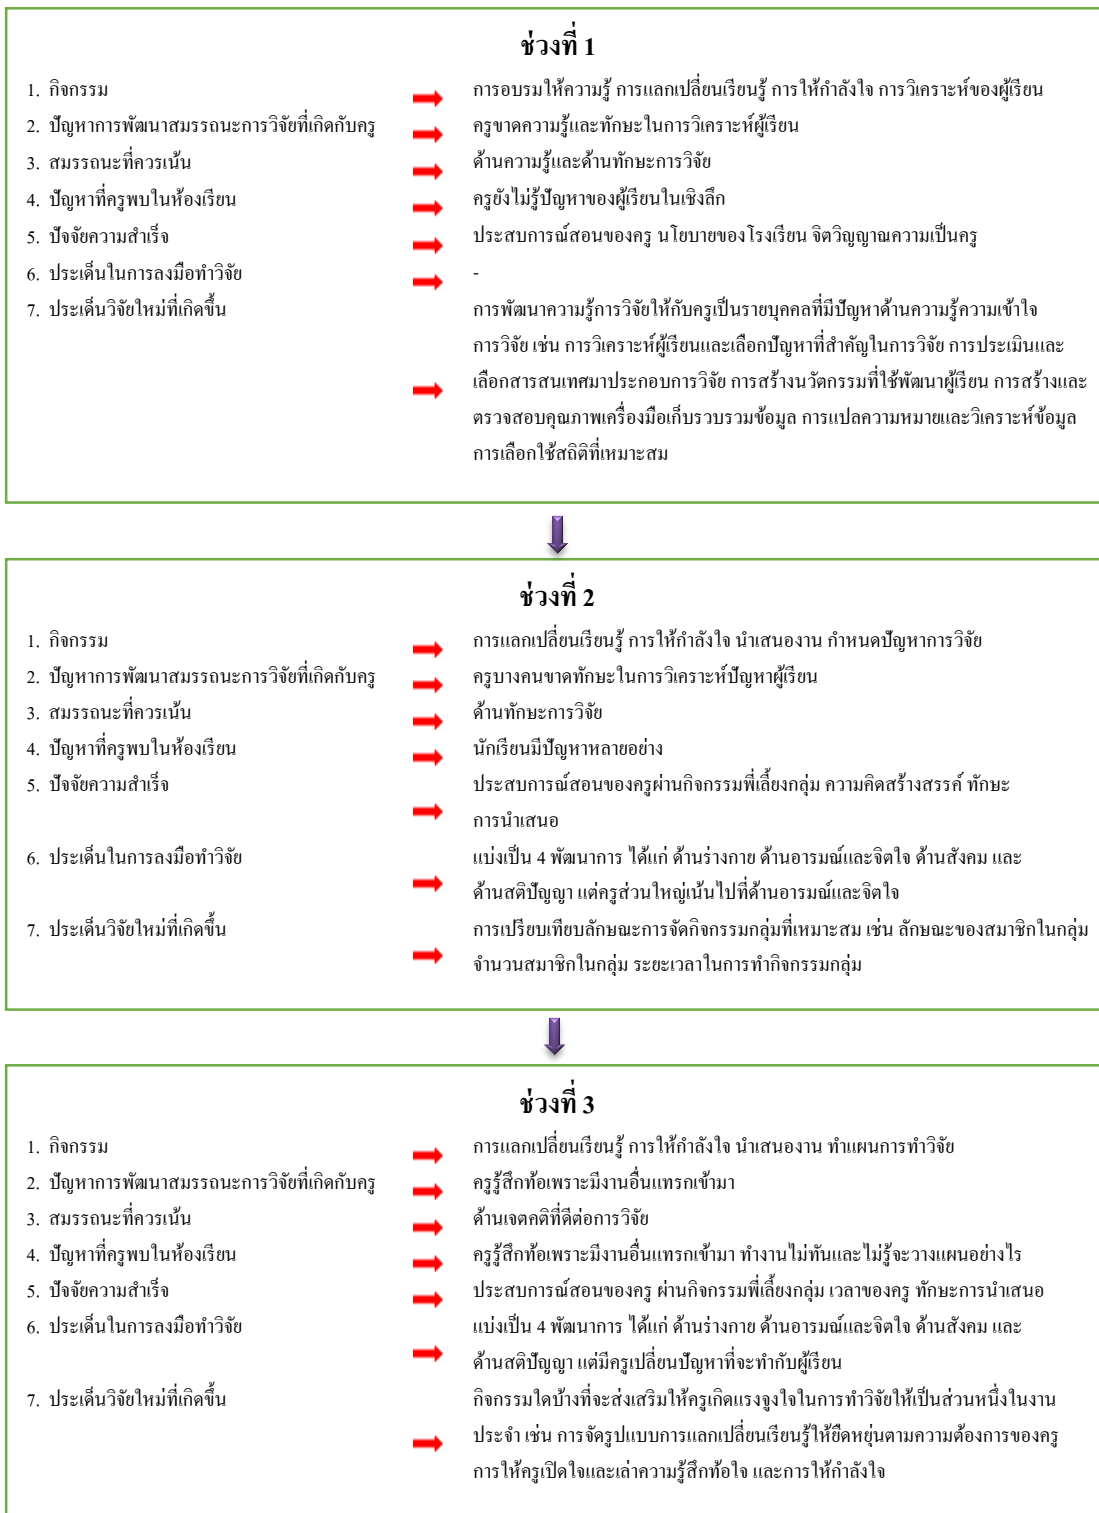 ช่วงที่ 1
1. กิจกรรม การอบรมให้ความรู้ การแลกเปลี่ยนเรียนรู้ การให้กำลังใจ การวิเคราะห์ของผู้เรียน
2. ปัญหาการพัฒนาสมรรถนะการวิจัยที่เกิดกับครู ครูขาดความรู้และทักษะในการวิเคราะห์ผู้เรียน
3. สมรรถนะที่ควรเน้น ด้านความรู้และด้านทักษะการวิจัย
4. ปัญหาที่ครูพบในห้องเรียน ครูยังไม่รู้ปัญหาของผู้เรียนในเชิงลึก
5. ปัจจัยความสำเร็จ ประสบการณ์สอนของครู นโยบายของโรงเรียน จิตวิญญาณความเป็นครู
6. ประเด็นในการลงมือทำวิจัย -
7. ประเด็นวิจัยใหม่ที่เกิดขึ้น การพัฒนาความรู้การวิจัยให้กับครูเป็นรายบุคคลที่มีปัญหาด้านความรู้ความเข้าใจ
การวิจัย เช่น การวิเคราะห์ผู้เรียนและเลือกปัญหาที่สำคัญในการวิจัย การประเมินและ
เลือกสารสนเทศมาประกอบการวิจัย การสร้างนวัตกรรมที่ใช้พัฒนาผู้เรียน การสร้างและ
ตรวจสอบคุณภาพเครื่องมือเก็บรวบรวมข้อมูล การแปลความหมายและวิเคราะห์ข้อมูล
การเลือกใช้สถิติที่เหมาะสม
ช่วงที่ 2
1. กิจกรรม การแลกเปลี่ยนเรียนรู้ การให้กำลังใจ นำเสนองาน กำหนดปัญหาการวิจัย
2. ปัญหาการพัฒนาสมรรถนะการวิจัยที่เกิดกับครู ครูบางคนขาดทักษะในการวิเคราะห์ปัญหาผู้เรียน
3. สมรรถนะที่ควรเน้น ด้านทักษะการวิจัย
4. ปัญหาที่ครูพบในห้องเรียน นักเรียนมีปัญหาหลายอย่าง
5. ปัจจัยความสำเร็จ ประสบการณ์สอนของครูผ่านกิจกรรมพี่เลี้ยงกลุ่ม ความคิดสร้างสรรค์ ทักษะ
การนำเสนอ
6. ประเด็นในการลงมือทำวิจัย แบ่งเป็น 4 พัฒนาการ ได้แก่ ด้านร่างกาย ด้านอารมณ์และจิตใจ ด้านสังคม และ
ด้านสติปัญญา แต่ครูส่วนใหญ่เน้นไปที่ด้านอารมณ์และจิตใจ
7. ประเด็นวิจัยใหม่ที่เกิดขึ้น การเปรียบเทียบลักษณะการจัดกิจกรรมกลุ่มที่เหมาะสม เช่น ลักษณะของสมาชิกในกลุ่ม
จำนวนสมาชิกในกลุ่ม ระยะเวลาในการทำกิจกรรมกลุ่ม
ช่วงที่ 3
1. กิจกรรม การแลกเปลี่ยนเรียนรู้ การให้กำลังใจ นำเสนองาน ทำแผนการทำวิจัย
2. ปัญหาการพัฒนาสมรรถนะการวิจัยที่เกิดกับครู ครูรู้สึกท้อเพราะมีงานอื่นแทรกเข้ามา
3. สมรรถนะที่ควรเน้น ด้านเจตคติที่ดีต่อการวิจัย
4. ปัญหาที่ครูพบในห้องเรียน ครูรู้สึกท้อเพราะมีงานอื่นแทรกเข้ามา ทำงานไม่ทันและไม่รู้จะวางแผนอย่างไร
5. ปัจจัยความสำเร็จ ประสบการณ์สอนของครู ผ่านกิจกรรมพี่เลี้ยงกลุ่ม เวลาของครู ทักษะการนำเสนอ
6. ประเด็นในการลงมือทำวิจัย แบ่งเป็น 4 พัฒนาการ ได้แก่ ด้านร่างกาย ด้านอารมณ์และจิตใจ ด้านสังคม และ
ด้านสติปัญญา แต่มีครูเปลี่ยนปัญหาที่จะทำกับผู้เรียน
7. ประเด็นวิจัยใหม่ที่เกิดขึ้น กิจกรรมใดบ้างที่จะส่งเสริมให้ครูเกิดแรงจูงใจในการทำวิจัยให้เป็นส่วนหนึ่งในงาน
ประจำ เช่น การจัดรูปแบบการแลกเปลี่ยนเรียนรู้ให้ยืดหยุ่นตามความต้องการของครู
การให้ครูเปิดใจและเล่าความรู้สึกท้อใจ และการให้กำลังใจ